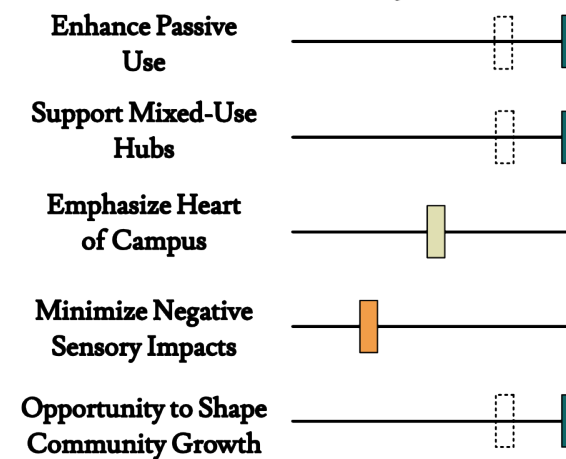 Enhance Passive
Use
Support Mixed-Use
Hubs
Emphasize Heart
of Campus
Minimize Negative
Sensory Impacts
Opportunity to Shape
Community Growth